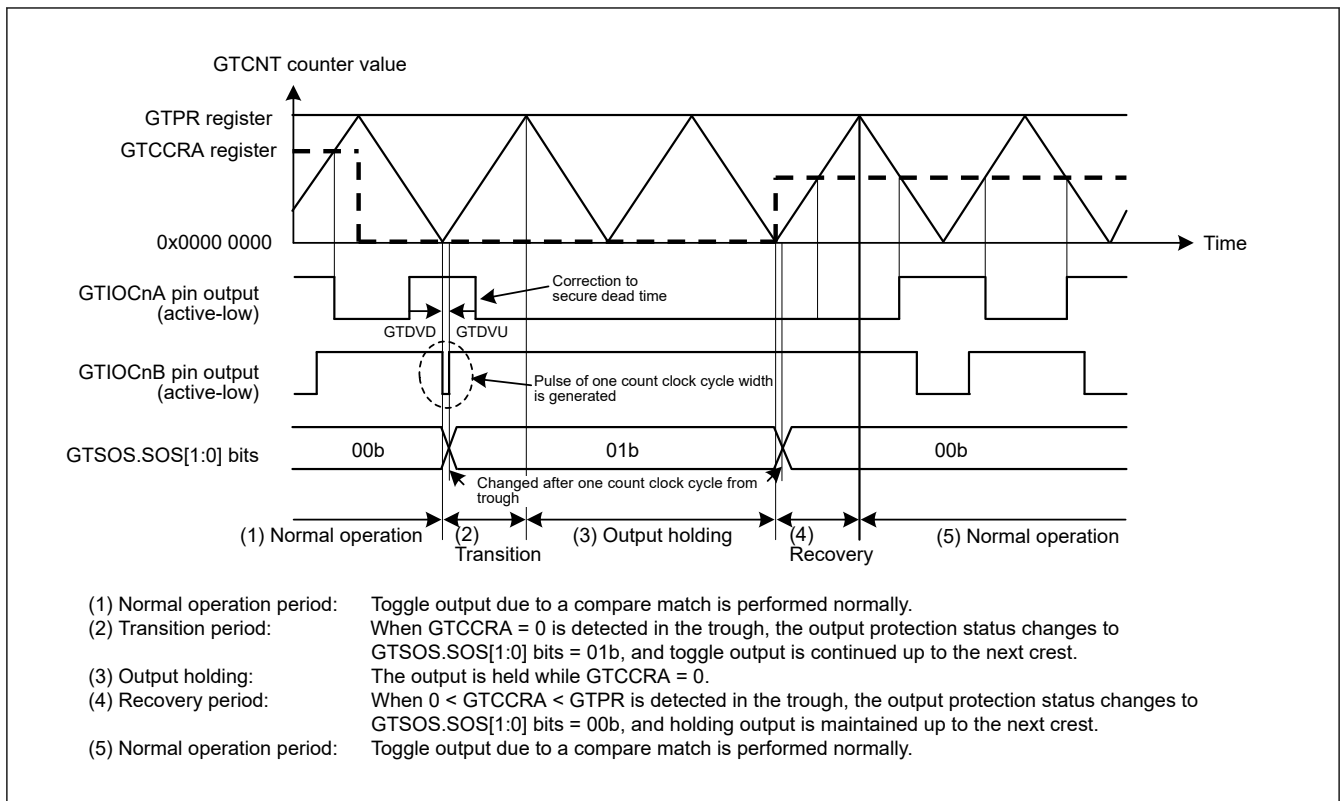 GTCNT counter value
GTPR register
GTCCRA register
0x0000 0000
Time
GTIOCnA pin output
(active-low)
Correction to
secure dead time
GTDVD
GTDVU
GTIOCnB pin output
(active-low)
Pulse of one count clock cycle width
is generated
GTSOS.SOS[1:0] bits
00b
01b
00b
Changed after one count clock cycle from
trough
(1) Normal operation
(2)
Transition
(3) Output holding
(4)
Recovery
(5) Normal operation
(1) Normal operation period: Toggle output due to a compare match is performed normally.
(2) Transition period: When GTCCRA = 0 is detected in the trough, the output protection status changes to
GTSOS.SOS[1:0] bits = 01b, and toggle output is continued up to the next crest.
(3) Output holding: The output is held while GTCCRA = 0.
(4) Recovery period: When 0 < GTCCRA < GTPR is detected in the trough, the output protection status changes to
GTSOS.SOS[1:0] bits = 00b, and holding output is maintained up to the next crest.
(5) Normal operation period: Toggle output due to a compare match is performed normally.